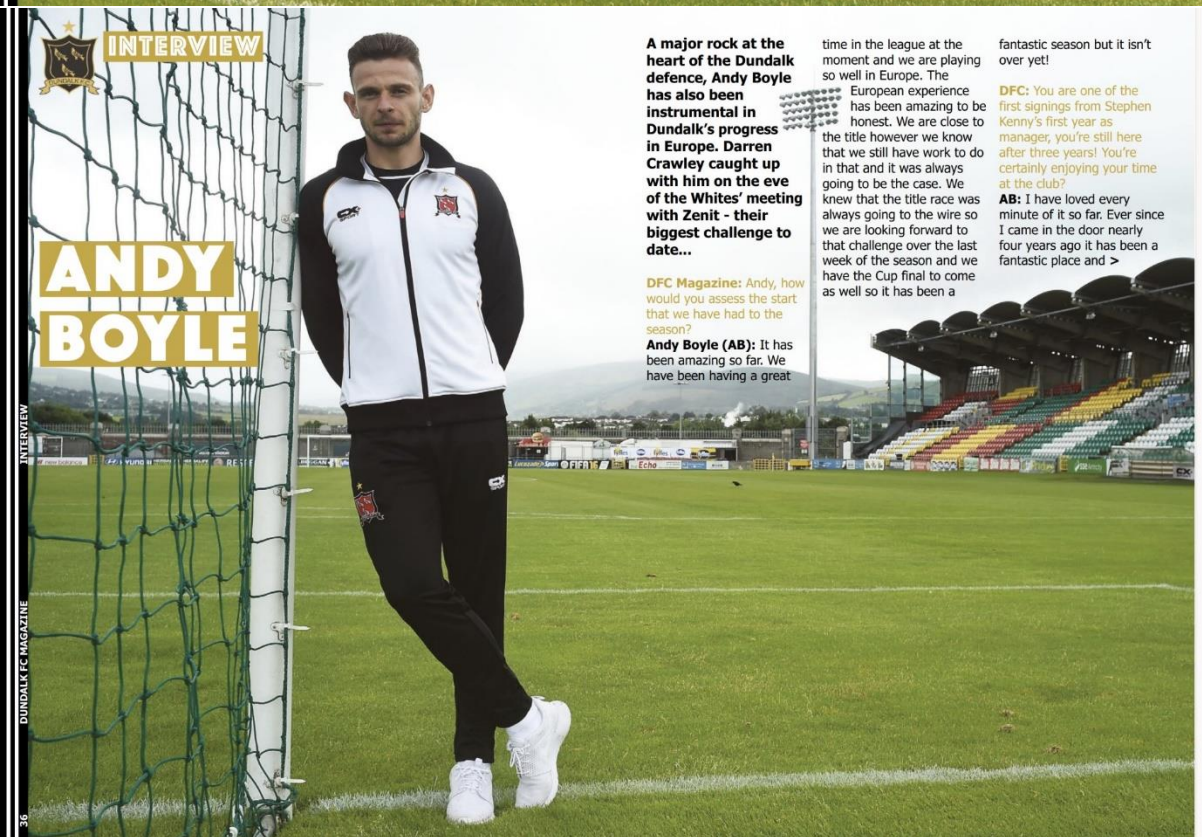 INTERVIEW
DUNDALK F.C.
ANDY
BOYLE
A major rock at the
heart of the Dundalk
defence, Andy Boyle
has also been
instrumental in
Dundalk’s progress
in Europe. Darren
Crawley caught up
with him on the eve
of the Whites’ meeting
with Zenit - their
biggest challenge to
date...
DFC Magazine: Andy, how
would you assess the start
that we have had to the
season?
Andy Boyle (AB): It has
been amazing so far. We
have been having a great
time in the league at the
moment and we are playing
so well in Europe. The
European experience
has been amazing to be
honest. We are close to
the title however we know
that we still have work to do
in that and it was always
going to be the case. We
knew that the title race was
always going to the wire so
we are looking forward to
that challenge over the last
week of the season and we
have the Cup final to come
as well so it has been a
fantastic season but it isn’t
over yet!
DFC: You are one of the
first signings from Stephen
Kenny’s first year as
manager, you’re still here
after three years! You’re
certainly enjoying your time
at the club?
AB: I have loved every
minute of it so far. Ever since
I came in the door nearly
four years ago it has been a
fantastic place and >
CX
SPORT
CX
new balance
FIFA 16
Echo
INTERVIEW
DUNDALK FC MAGAZINE
36